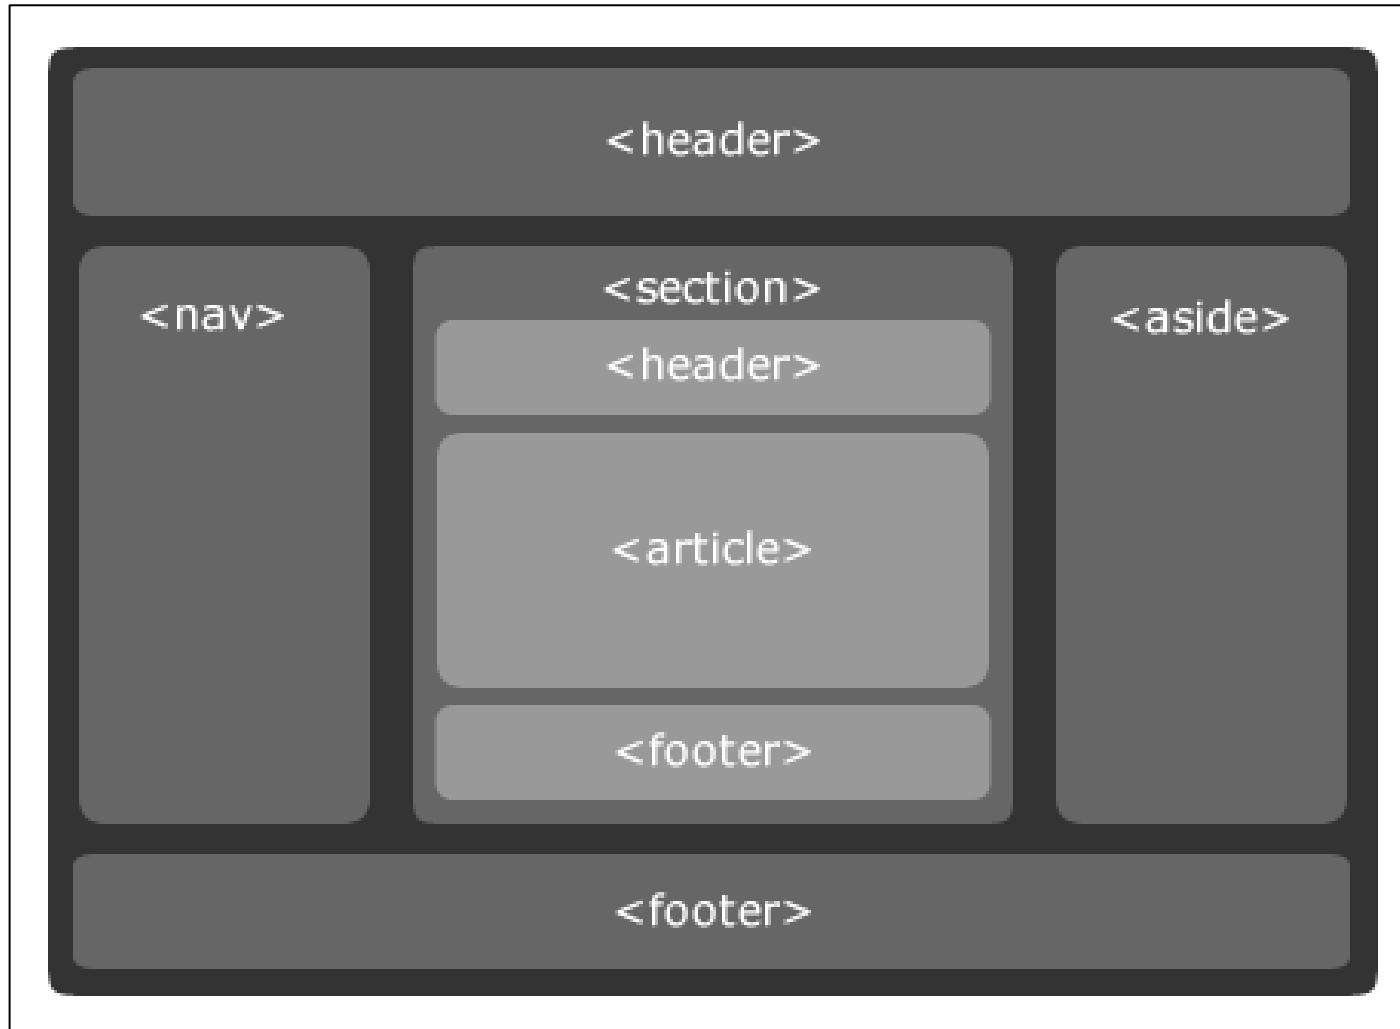 <header>
<nav>
<section>
<header>
<article>
<footer>
<aside>
<footer>